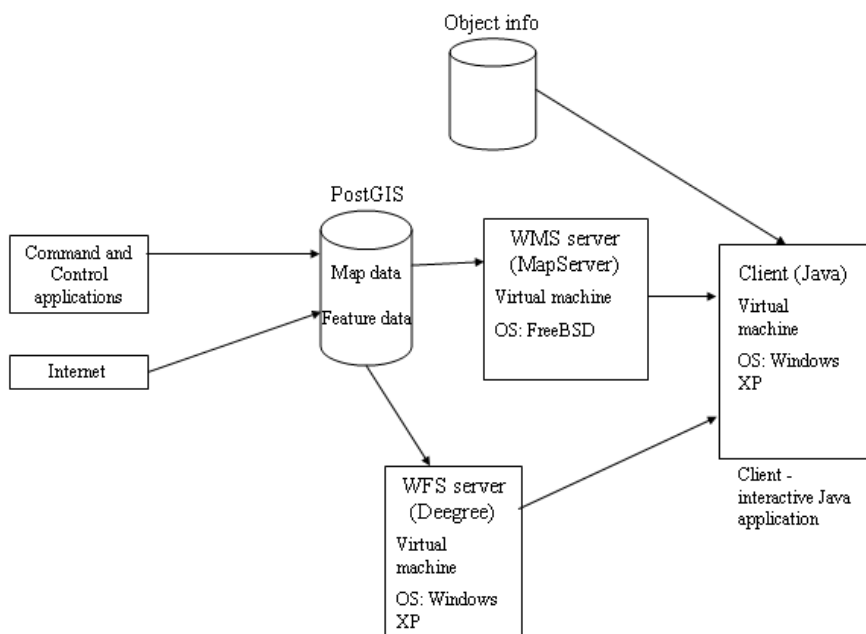 Object info
PostGIS
Map data
Feature data
Command and
Control
applications
Internet
WMS server
(MapServer)
Virtual machine
OS: FreeBSD
Client (Java)
Virtual
machine
OS: Windows
XP
Client -
interactive Java
application
WFS server
(Deegree)
Virtual
machine
OS: Windows
XP